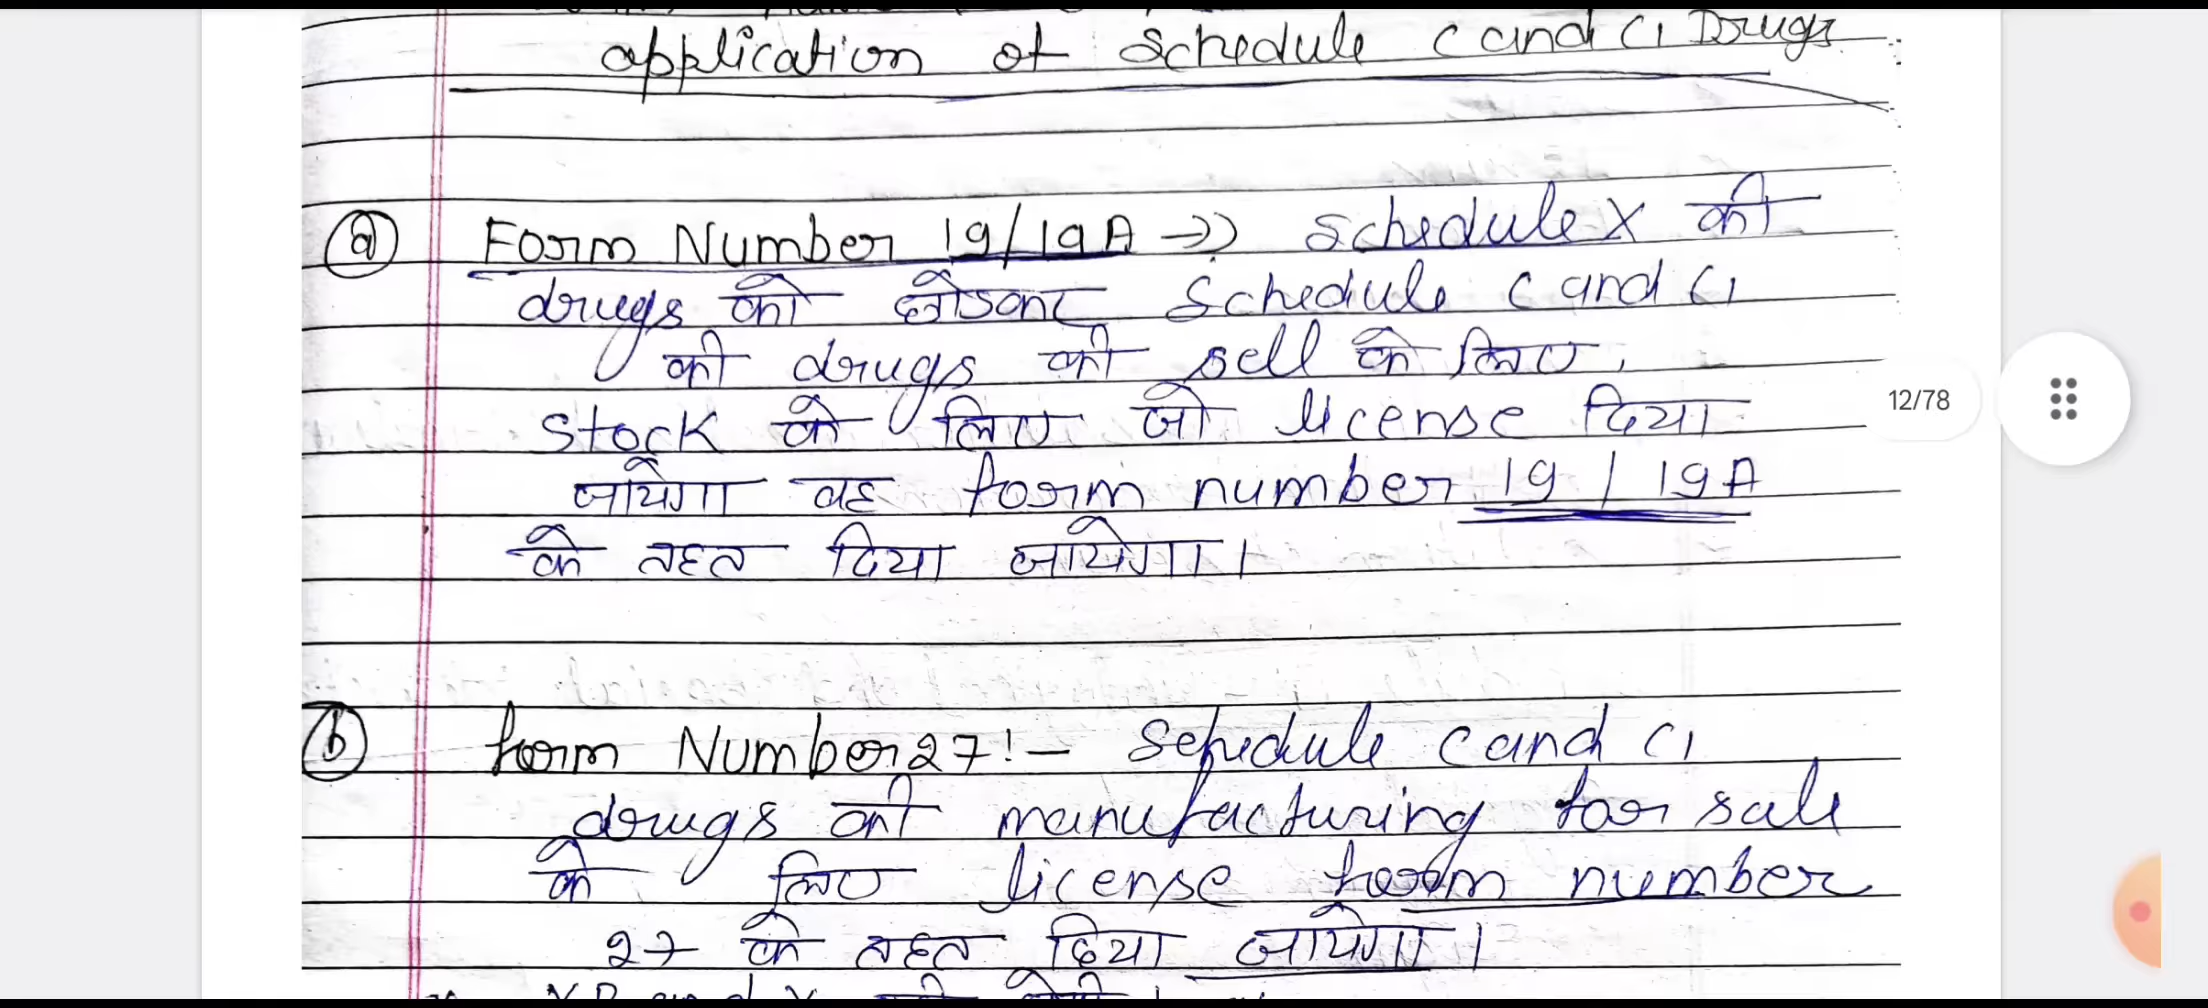 application of Schedule C and C1 Drugs
(a) Form Number 19/19A →> Schedule X की
drugs को छोडकर Schedule C and C1
की drugs को sell के लिए,
stock के लिए जो license दिया
12/78
जायेगा वह form number 19 / 19A
के तहत दिया जायेगा।
(b) form Number 27:- Schedule C and C1
drugs की manufacturing for sale
के लिए license form number
27 के तहत दिया जायेगा।